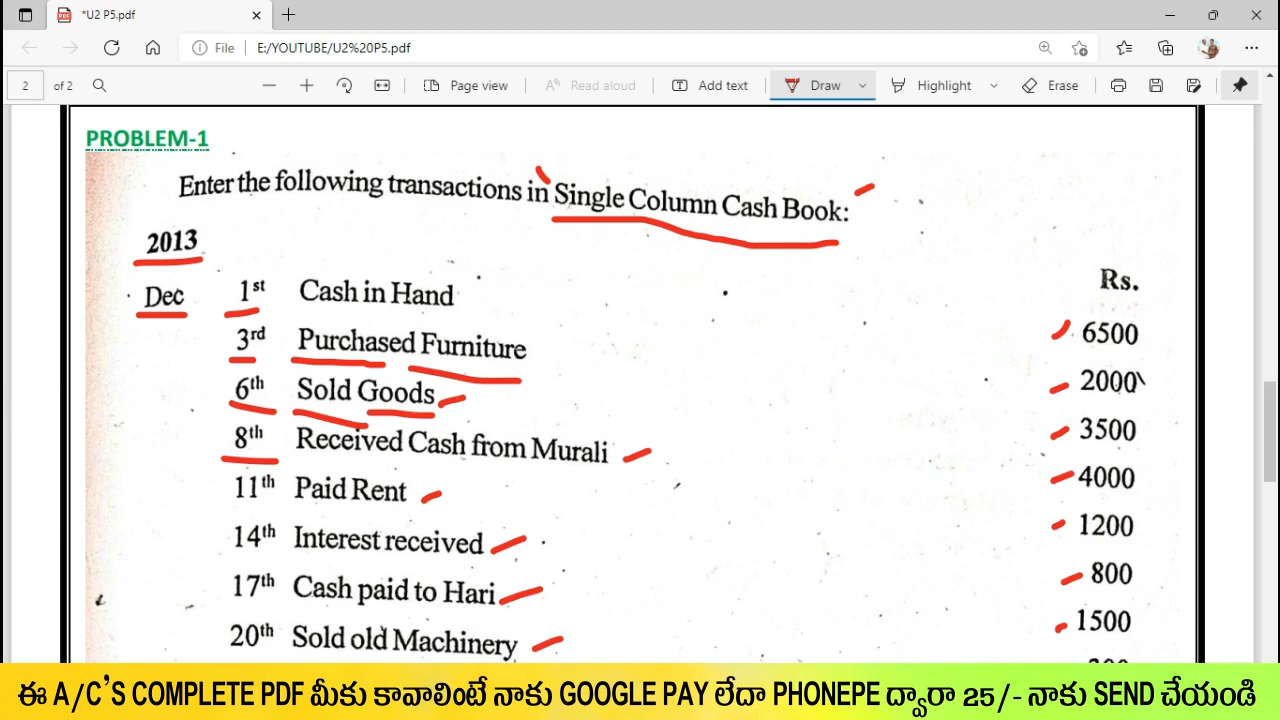 *U2 P5.pdf
File E:/YOUTUBE/U2%20P5.pdf
2 of 2 Page view Read aloud Add text Draw Highlight Erase
PROBLEM-1
Enter the following transactions in Single Column Cash Book:
2013
Rs.
Dec 1st Cash in Hand 6500
3rd Purchased Furniture 2000
6th Sold Goods 3500
8th Received Cash from Murali 4000
11th Paid Rent 1200
14th Interest received 800
17th Cash paid to Hari 1500
20th Sold old Machinery
ఈ A/C'S COMPLETE PDF మీకు కావాలింటే నాకు GOOGLE PAY లేదా PHONEPE ద్వారా 25/- నాకు SEND చేయండి